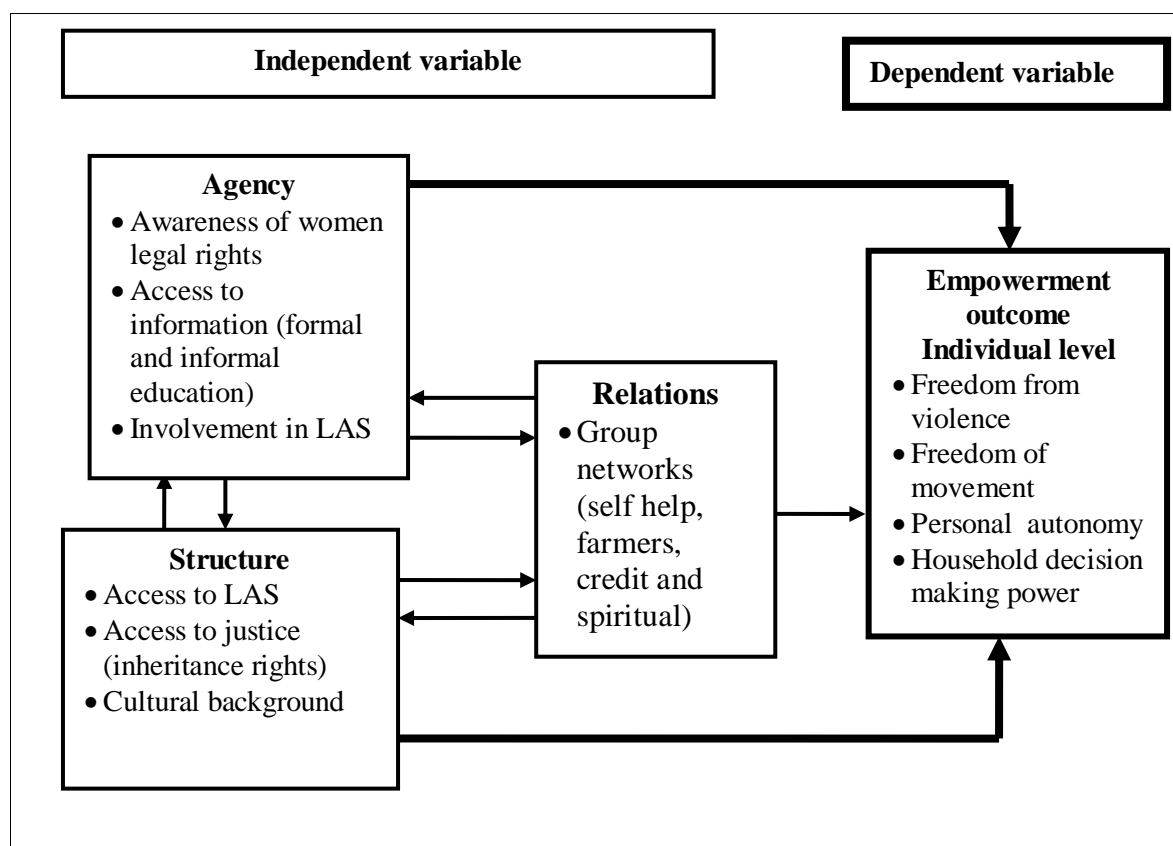 Independent variable
Dependent variable
Agency
• Awareness of women
legal rights
• Access to
information (formal
and informal
education)
• Involvement in LAS
Structure
• Access to LAS
• Access to justice
(inheritance rights)
• Cultural background
Relations
• Group
networks
(self help,
farmers,
credit and
spiritual)
Empowerment
outcome
Individual level
• Freedom from
violence
• Freedom of
movement
• Personal autonomy
• Household decision
making power